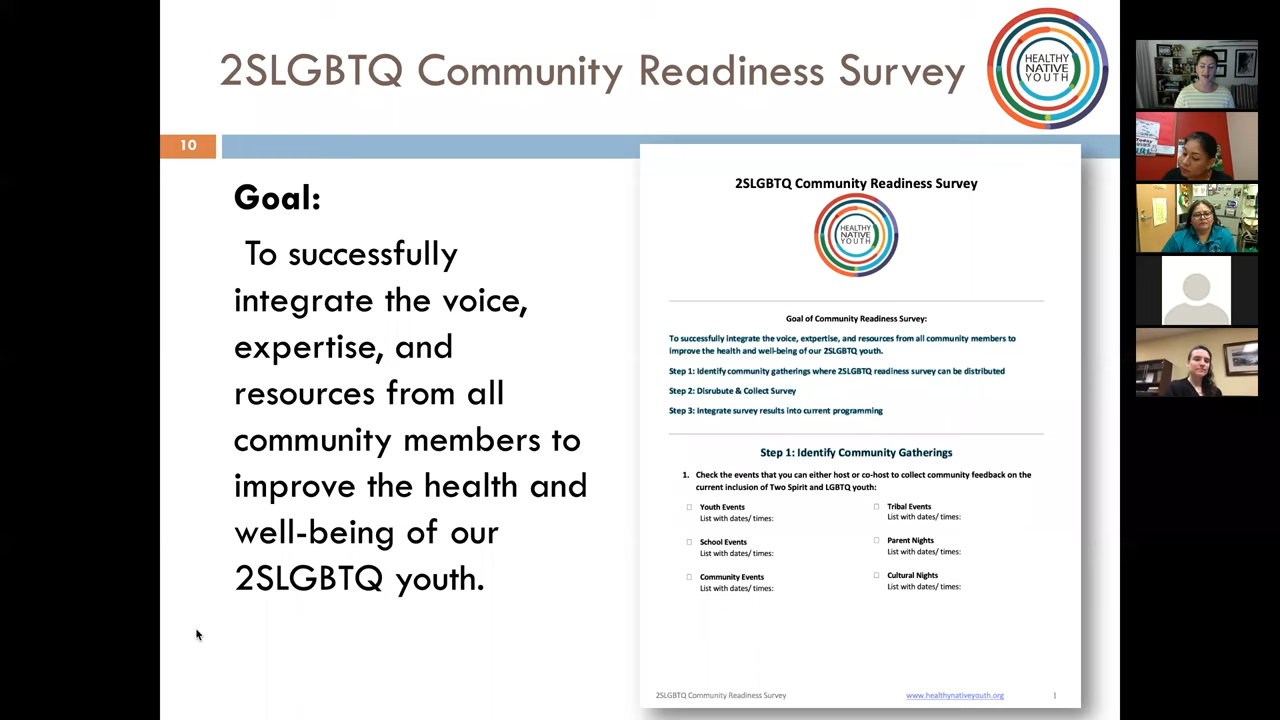 2SLGBTQ Community Readiness Survey
HEALTHY
NATIVE
YOUTH
10
Goal:
To successfully
integrate the voice,
expertise, and
resources from all
community members to
improve the health and
well-being of our
2SLGBTQ youth.
2SLGBTQ Community Readiness Survey
HEALTHY
NATIVE
YOUTH
Goal of Community Readiness Survey:
To successfully integrate the voice, extpertise, and resources from all community members to
improve the health and well-being of our 2SLGBTQ youth.
Step 1: Identify community gatherings where 2SLGBTQ readiness survey can be distributed
Step 2: Disrubute & Collect Survey
Step 3: Integrate survey results into current programming
Step 1: Identify Community Gatherings
1. Check the events that you can either host or co-host to collect community feedback on the
current inclusion of Two Spirit and LGBTQ youth:
Youth Events
List with dates/ times:
School Events
List with dates/ times:
Community Events
List with dates/ times:
Tribal Events
List with dates/ times:
Parent Nights
List with dates/ times:
Cultural Nights
List with dates/ times:
2SLGBTQ Community Readiness Survey
www.healthynativeyouth.org